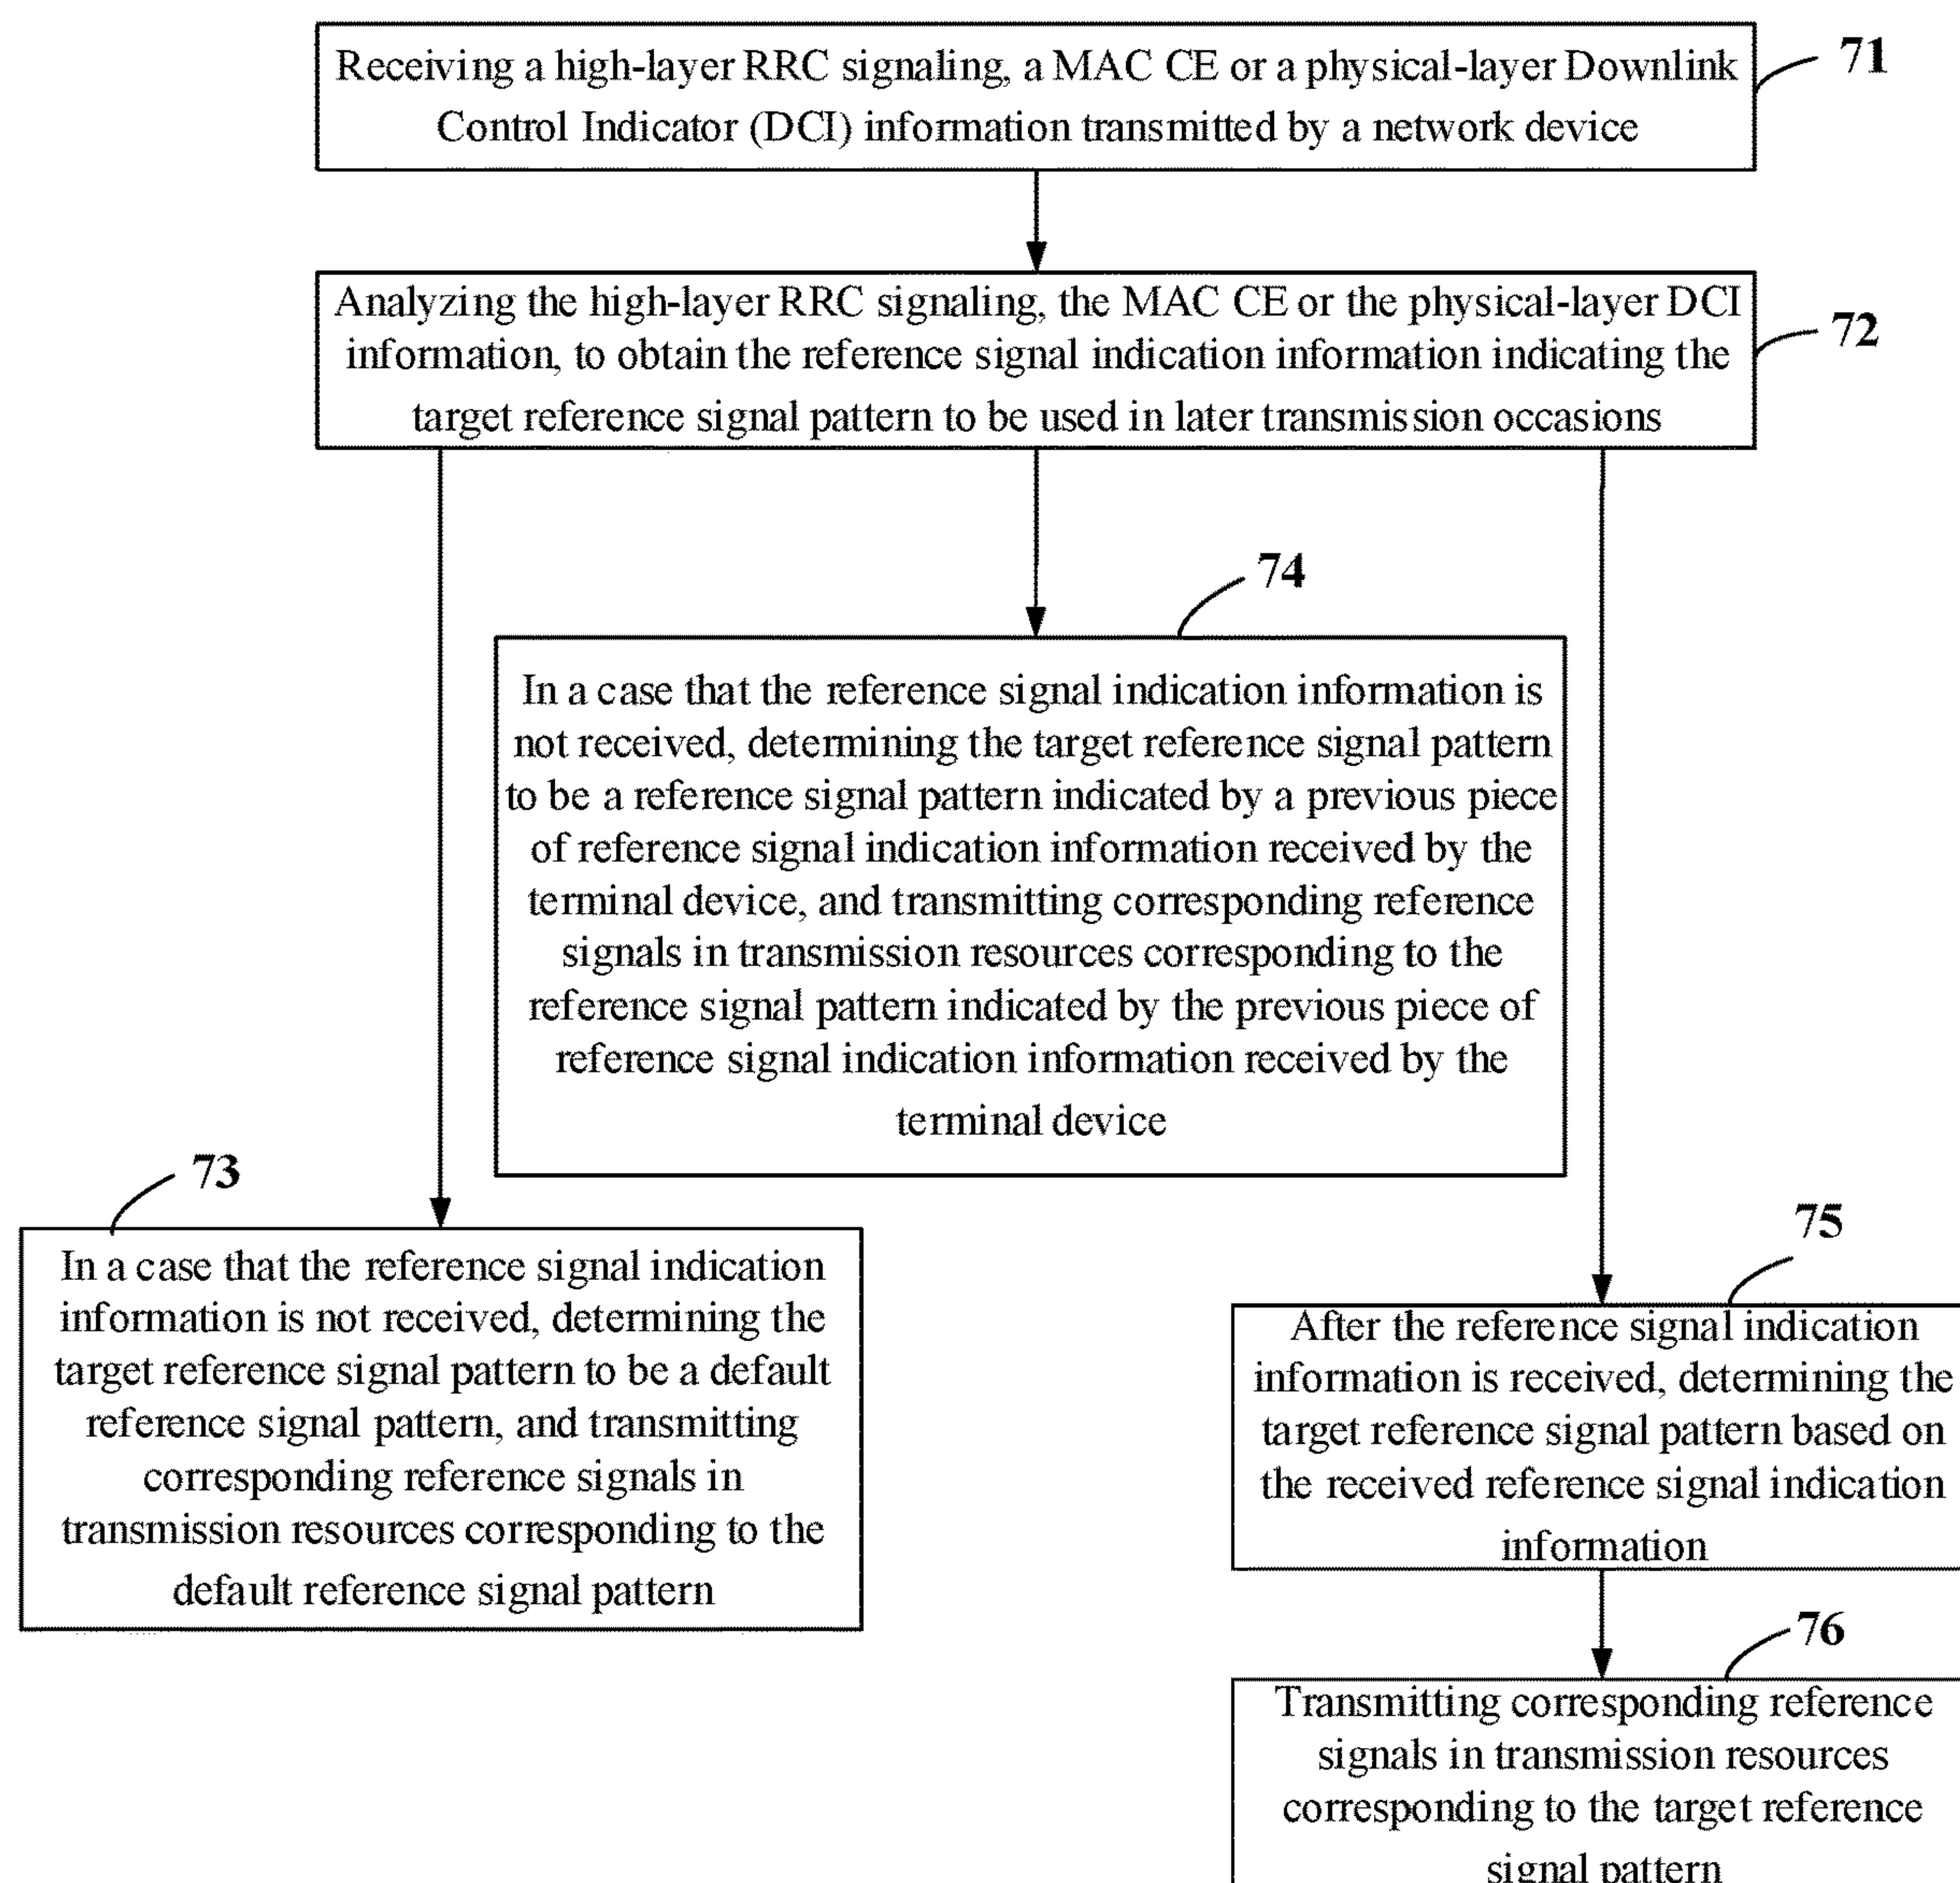 Receiving a high-layer RRC signaling, a MAC CE or a physical-layer Downlink
Control Indicator (DCI) information transmitted by a network device
71
Analyzing the high-layer RRC signaling, the MAC CE or the physical-layer DCI
information, to obtain the reference signal indication information indicating the
target reference signal pattern to be used in later transmission occasions
72
74
In a case that the reference signal indication information is
not received, determining the target reference signal pattern
to be a reference signal pattern indicated by a previous piece
of reference signal indication information received by the
terminal device, and transmitting corresponding reference
signals in transmission resources corresponding to the
reference signal pattern indicated by the previous piece of
reference signal indication information received by the
terminal device
73
In a case that the reference signal indication
information is not received, determining the
target reference signal pattern to be a default
reference signal pattern, and transmitting
corresponding reference signals in
transmission resources corresponding to the
default reference signal pattern
75
After the reference signal indication
information is received, determining the
target reference signal pattern based on
the received reference signal indication
information
76
Transmitting corresponding reference
signals in transmission resources
corresponding to the target reference
signal pattern